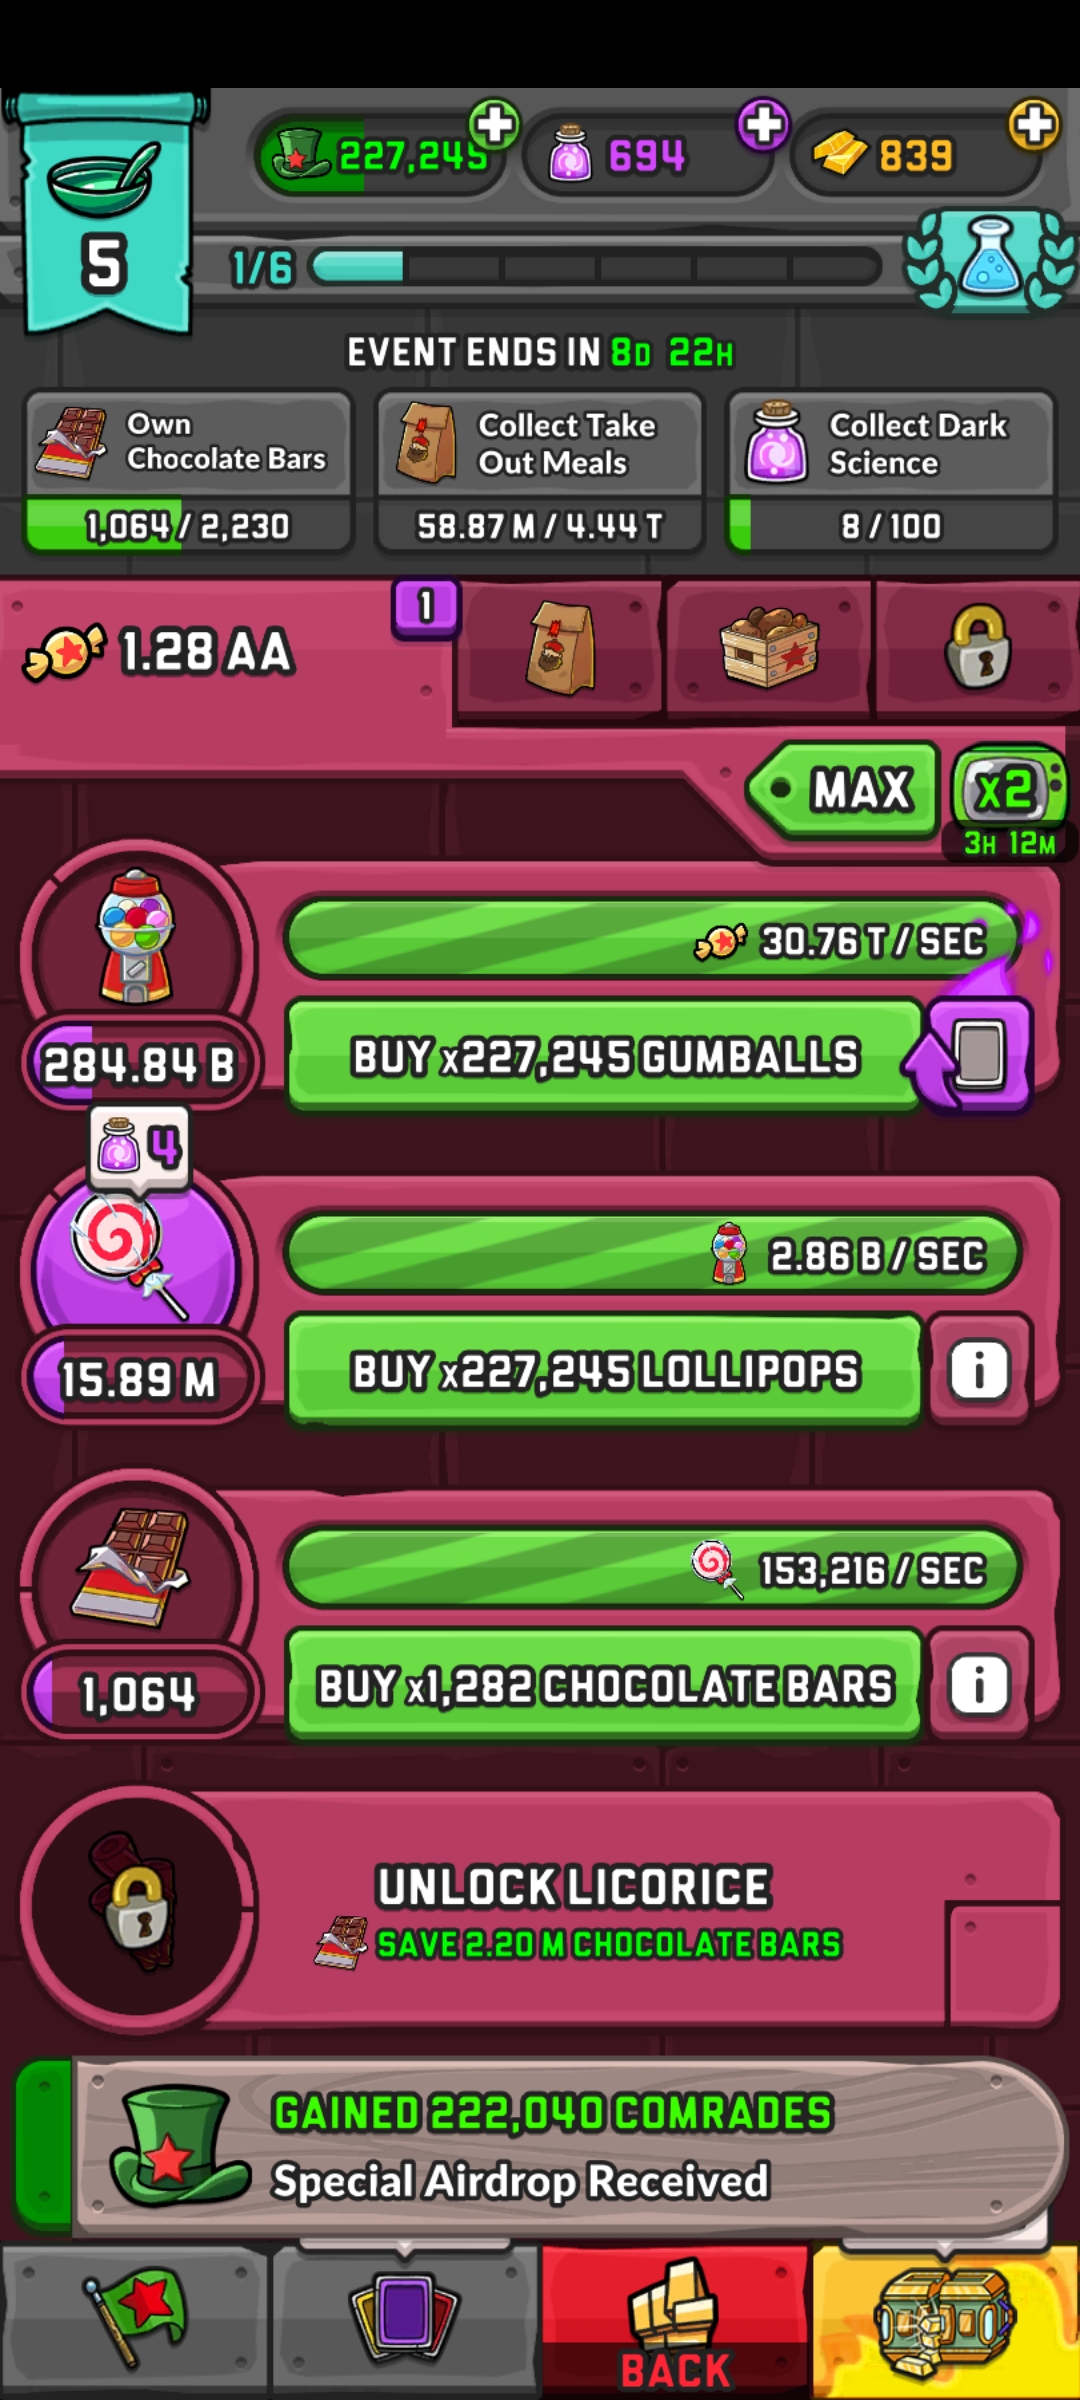 227,245
694
839
5
1/6
EVENT ENDS IN 8D 22H
Own
Chocolate Bars
1,064 / 2,230
Collect Take
Out Meals
58.87 M / 4.44 T
Collect Dark
Science
8 / 100
1.28 AA
1
MAX
x2
3H 12M
30.76 T / SEC
284.84 B
BUY x227,245 GUMBALLS
4
2.86 B / SEC
15.89 M
BUY x227,245 LOLLIPOPS
i
153,216 / SEC
1,064
BUY x1,282 CHOCOLATE BARS
i
UNLOCK LICORICE
SAVE 2.20 M CHOCOLATE BARS
GAINED 222,040 COMRADES
Special Airdrop Received
BACK